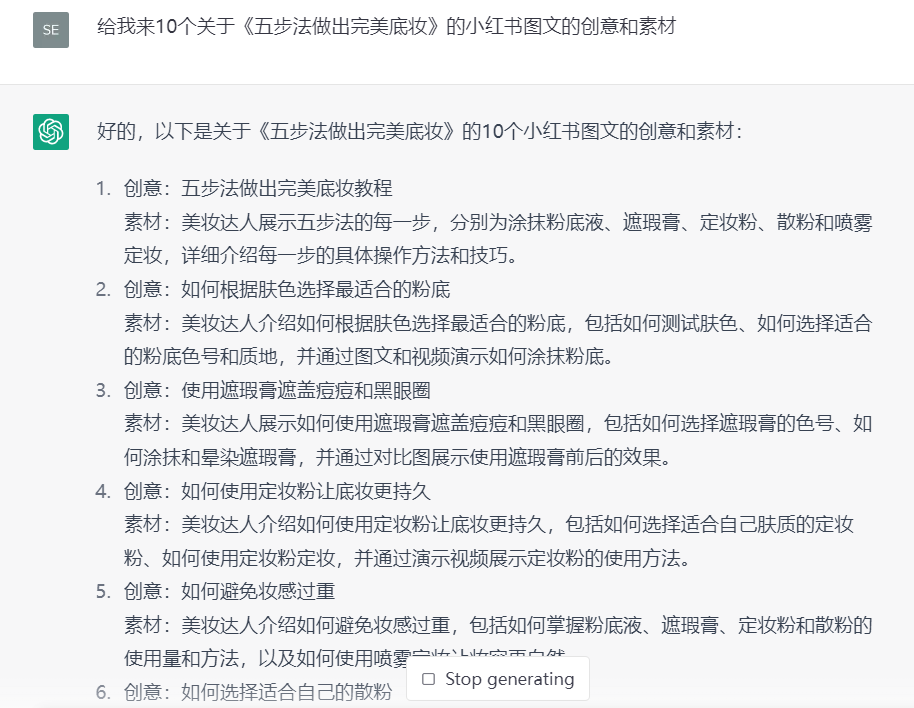 SE
给我来10个关于《五步法做出完美底妆》的小红书图文的创意和素材
好的，以下是关于《五步法做出完美底妆》的10个小红书图文的创意和素材：
1. 创意：五步法做出完美底妆教程
素材：美妆达人展示五步法的每一步，分别为涂抹粉底液、遮瑕膏、定妆粉、散粉和喷雾
定妆，详细介绍每一步的具体操作方法和技巧。
2. 创意：如何根据肤色选择最适合的粉底
素材：美妆达人介绍如何根据肤色选择最适合的粉底，包括如何测试肤色、如何选择适合
的粉底色号和质地，并通过图文和视频演示如何涂抹粉底。
3. 创意：使用遮瑕膏遮盖痘痘和黑眼圈
素材：美妆达人展示如何使用遮瑕膏遮盖痘痘和黑眼圈，包括如何选择遮瑕膏的色号、如
何涂抹和晕染遮瑕膏，并通过对比图展示使用遮瑕膏前后的效果。
4. 创意：如何使用定妆粉让底妆更持久
素材：美妆达人介绍如何使用定妆粉让底妆更持久，包括如何选择适合自己肤质的定妆
粉、如何使用定妆粉定妆，并通过演示视频展示定妆粉的使用方法。
5. 创意：如何避免妆感过重
素材：美妆达人介绍如何避免妆感过重，包括如何掌握粉底液、遮瑕膏、定妆粉和散粉的
使用量和方法，以及如何使用喷雾
6. 创意：如何选择适合自己的散粉
Stop generating